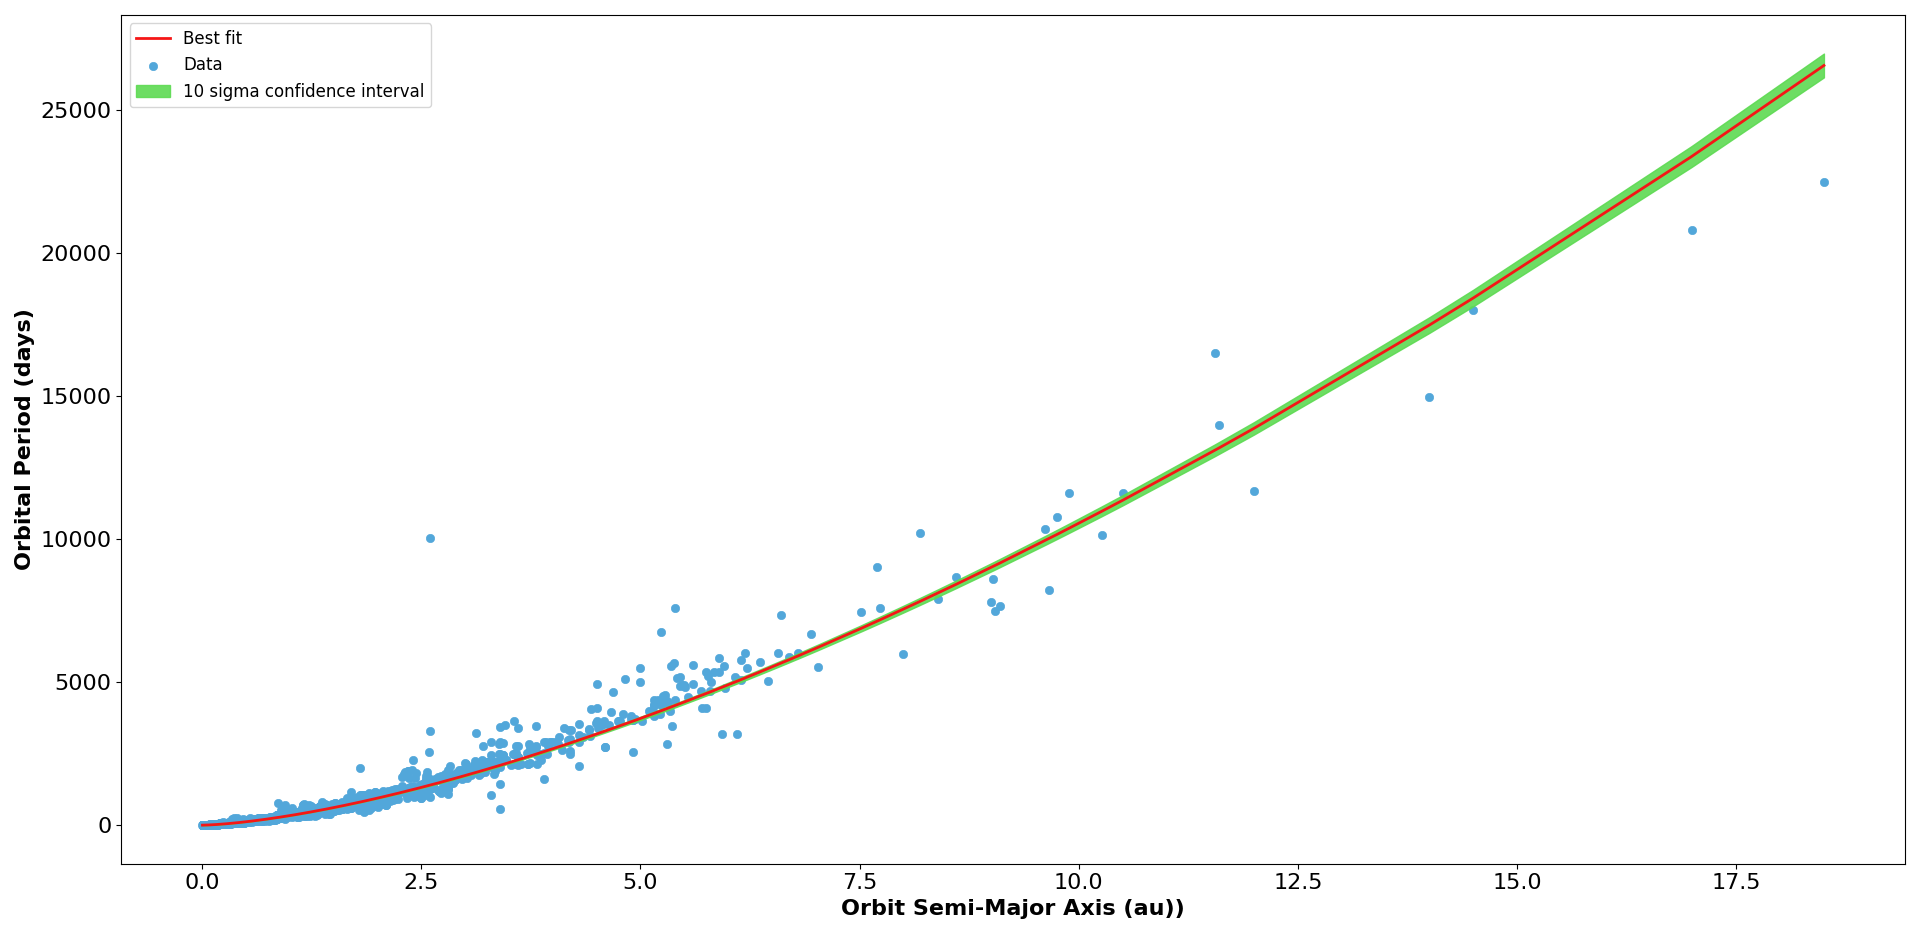 Best fit
Data
10 sigma confidence interval
25000
20000
15000
10000
5000
0
Orbital Period (days)
0.0 2.5 5.0 7.5 10.0 12.5 15.0 17.5
Orbit Semi-Major Axis (au))